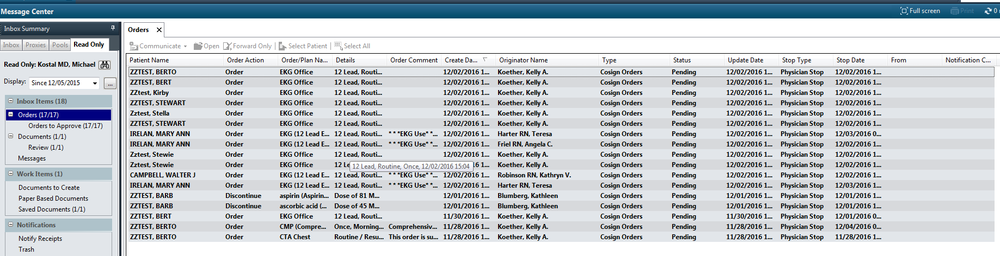 Message Center
Full screen Print 0
Inbox Summary
Inbox Proxies Pools Read Only
Read Only: Kostal MD, Michael
Display: Since 12/05/2015 ...
Inbox Items (18)
Orders (17/17)
Orders to Approve (17/17)
Documents (1/1)
Review (1/1)
Messages
Work Items (1)
Documents to Create
Paper Based Documents
Saved Documents (1/1)
Notifications
Notify Receipts
Trash
Orders
Communicate Open Forward Only Select Patient Select All
Patient Name Order Action Order/Plan Na... Details Order Comment Create Da... Originator Name Type Status Update Date Stop Type Stop Date From Notification C...
ZZTEST, BERTO Order EKG Office 12 Lead, Routi... 12/02/2016 1... Koether, Kelly A. Cosign Orders Pending 12/02/2016 1... Physician Stop 12/02/2016 1...
ZZTEST, BERT Order EKG Office 12 Lead, Routi... 12/02/2016 1... Koether, Kelly A. Cosign Orders Pending 12/02/2016 1... Physician Stop 12/02/2016 1...
ZZtest, Kirby Order EKG Office 12 Lead, Routi... 12/02/2016 1... Koether, Kelly A. Cosign Orders Pending 12/02/2016 1... Physician Stop 12/02/2016 1...
ZZTEST, STEWART Order EKG Office 12 Lead, Routi... 12/02/2016 1... Koether, Kelly A. Cosign Orders Pending 12/02/2016 1... Physician Stop 12/02/2016 1...
Zztest, Stella Order EKG Office 12 Lead, Routi... 12/02/2016 1... Koether, Kelly A. Cosign Orders Pending 12/02/2016 1... Physician Stop 12/02/2016 1...
ZZTEST, STEWART Order EKG Office 12 Lead, Routi... 12/02/2016 1... Koether, Kelly A. Cosign Orders Pending 12/02/2016 1... Physician Stop 12/02/2016 1...
IRELAN, MARY ANN Order EKG (12 Lead E... 12 Lead, Routi... * * *EKG Use* *... 12/02/2016 1... Harter RN, Teresa Cosign Orders Pending 12/02/2016 1... Physician Stop 12/03/2016 0...
IRELAN, MARY ANN Order EKG (12 Lead E... 12 Lead, Routi... * * *EKG Use* *... 12/02/2016 1... Friel RN, Angela C. Cosign Orders Pending 12/02/2016 1... Physician Stop 12/02/2016 1...
Zztest, Stewie Order EKG Office 12 Lead, Routi... 12/02/2016 1... Koether, Kelly A. Cosign Orders Pending 12/02/2016 1... Physician Stop 12/02/2016 1...
Zztest, Stewie Order EKG Office 12 Le 12/02/2016 1... Koether, Kelly A. Cosign Orders Pending 12/02/2016 1... Physician Stop 12/02/2016 1...
12 Lead, Routine, Once, 12/02/2016 15:04
CAMPBELL, WALTER J Order EKG (12 Lead E... 12 Lead, Routi... * * *EKG Use* *... 12/02/2016 1... Robinson RN, Kathryn V. Cosign Orders Pending 12/02/2016 1... Physician Stop 12/02/2016 1...
IRELAN, MARY ANN Order EKG (12 Lead E... 12 Lead, Routi... * * *EKG Use* *... 12/02/2016 1... Harter RN, Teresa Cosign Orders Pending 12/02/2016 1... Physician Stop 12/03/2016 1...
ZZTEST, BARB Discontinue aspirin (Aspirin... Dose of 81 M... 12/01/2016 1... Blumberg, Kathleen Cosign Orders Pending 12/01/2016 1... Physician Stop 12/01/2016 1...
ZZTEST, BARB Discontinue ascorbic acid (... Dose of 45 M... 12/01/2016 1... Blumberg, Kathleen Cosign Orders Pending 12/01/2016 1... Physician Stop 12/01/2016 1...
ZZTEST, BERT Order EKG Office 12 Lead, Routi... 11/30/2016 1... Koether, Kelly A. Cosign Orders Pending 11/30/2016 1... Physician Stop 12/01/2016 0...
ZZTEST, BERTO Order CMP (Compre... Once, Morning... Comprehensiv... 11/28/2016 1... Koether, Kelly A. Cosign Orders Pending 11/28/2016 1... Physician Stop 12/04/2016 0...
ZZTEST, BERTO Order CTA Chest Routine / Resu... This order is su... 11/28/2016 1... Koether, Kelly A. Cosign Orders Pending 11/28/2016 1... Physician Stop 11/28/2016 1...